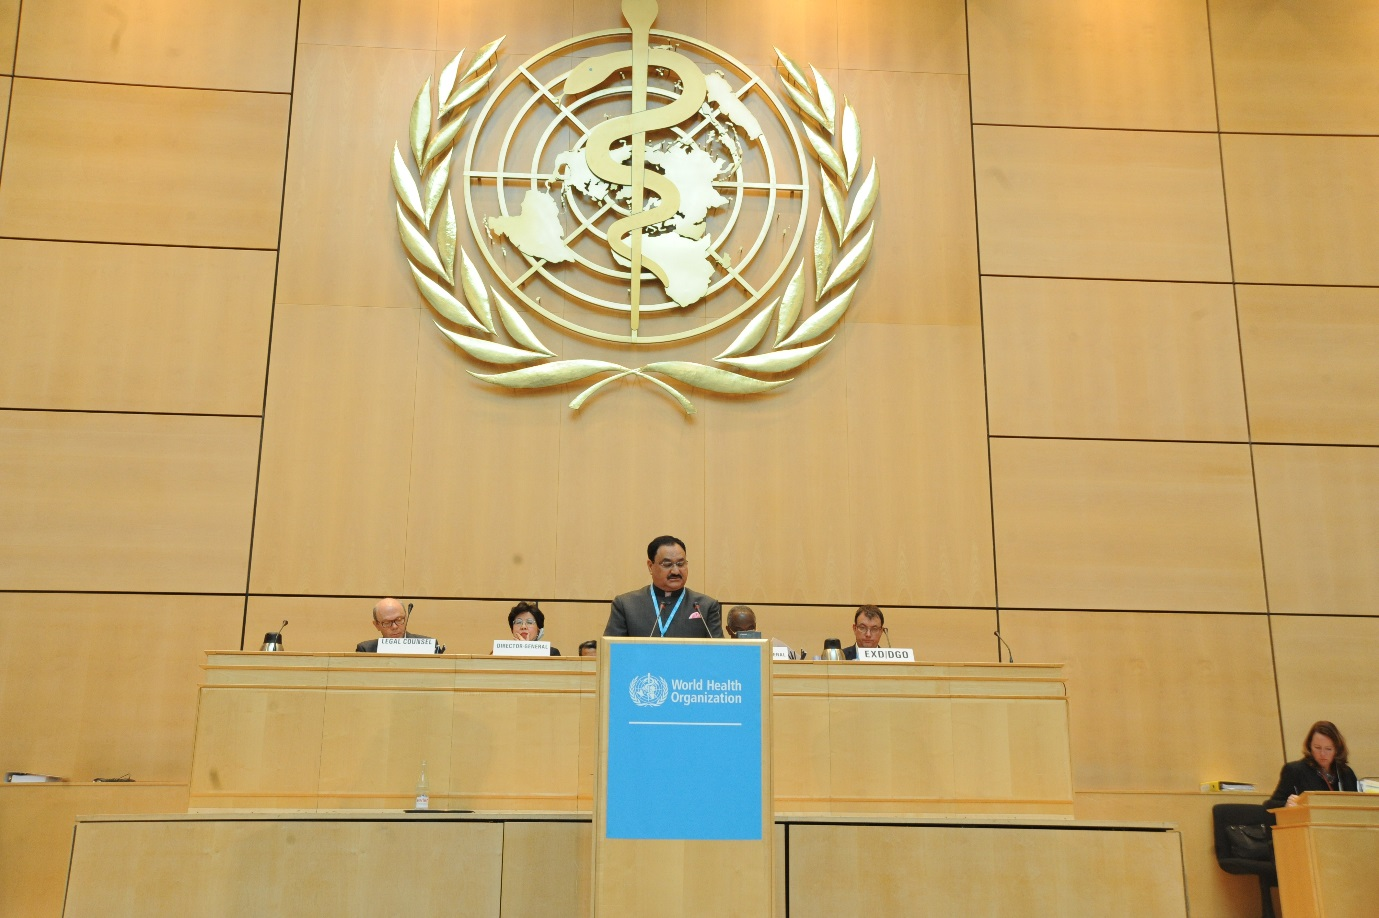 LEGAL COUNSEL
DIRECTOR-GENERAL
EXD/DGO
World Health
Organization